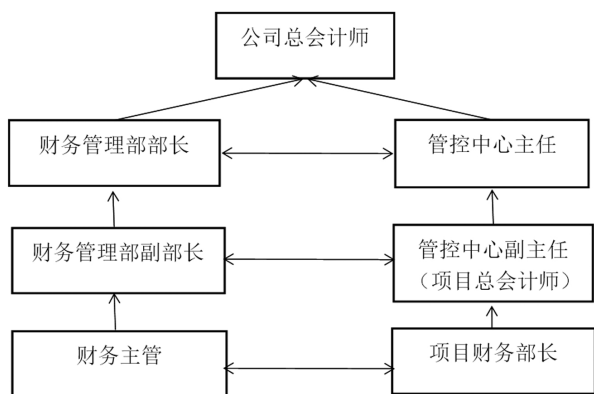 公司总会计师
财务管理部部长
管控中心主任
财务管理部副部长
管控中心副主任
（项目总会计师）
财务主管
项目财务部长